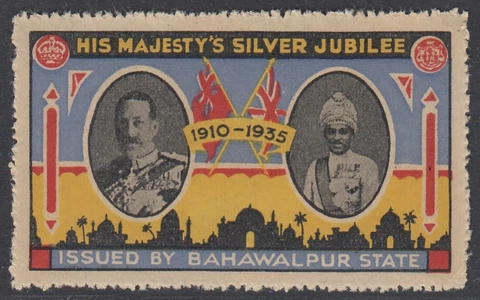 HIS MAJESTY'S SILVER JUBILEE
1910-1935
ISSUED BY BAHAWALPUR STATE